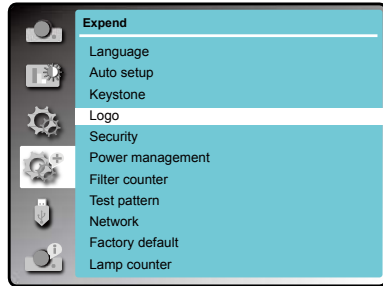 Expend
Language
Auto setup
Keystone
Logo
Security
Power management
Filter counter
Test pattern
Network
Factory default
Lamp counter